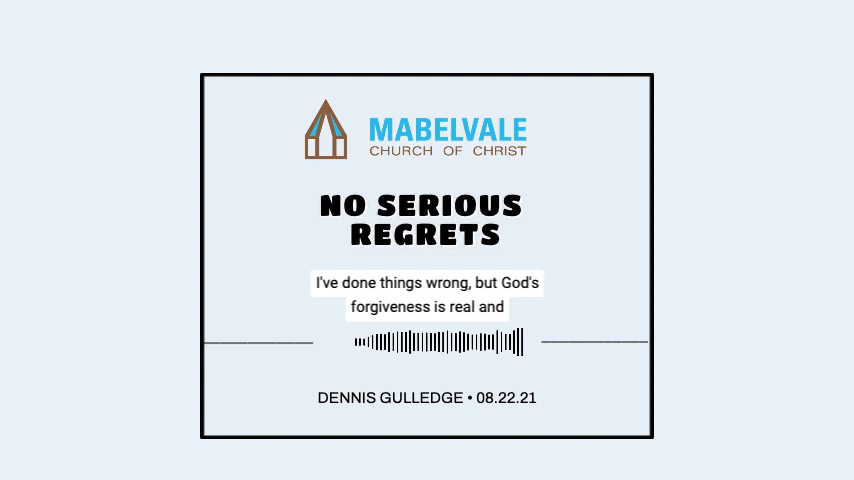 MABELVALE
CHURCH OF CHRIST
NO SERIOUS
REGRETS
I've done things wrong, but God's
forgiveness is real and
DENNIS GULLEDGE • 08.22.21